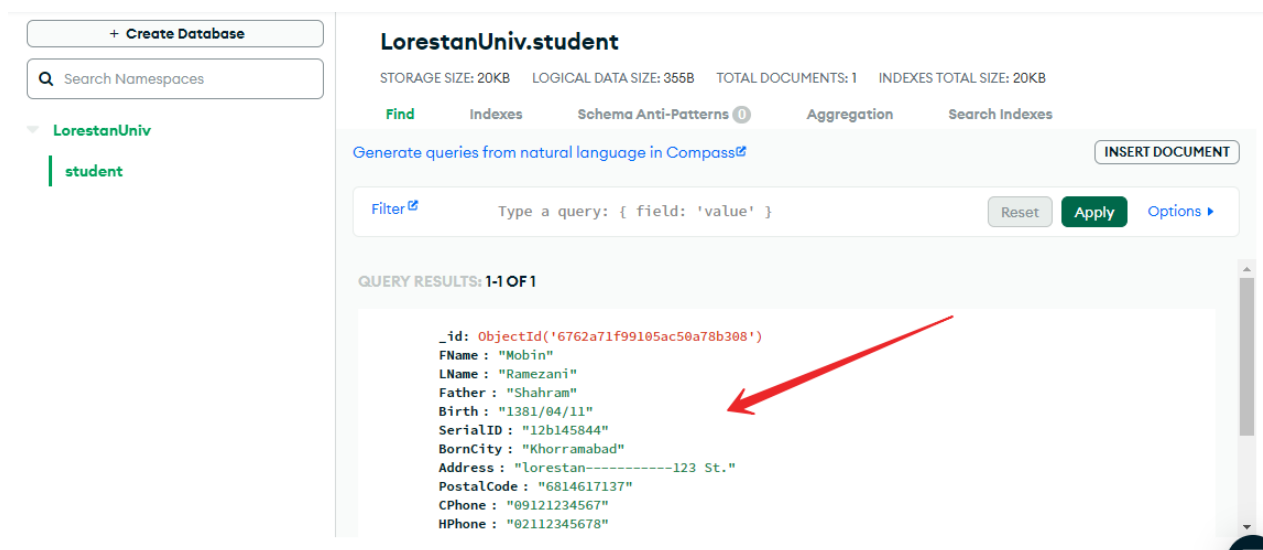 + Create Database
Search Namespaces
LorestanUniv
student
LorestanUniv.student
STORAGE SIZE: 20KB LOGICAL DATA SIZE: 355B TOTAL DOCUMENTS: 1 INDEXES TOTAL SIZE: 20KB
Find Indexes Schema Anti-Patterns 0 Aggregation Search Indexes
Generate queries from natural language in Compass
INSERT DOCUMENT
Filter Type a query: { field: 'value' } Reset Apply Options
QUERY RESULTS: 1-1 OF 1
_id: ObjectId('6762a71f99105ac50a78b308')
FName : "Mobin"
LName : "Ramezani"
Father : "Shahram"
Birth : "1381/04/11"
SerialID : "12b145844"
BornCity : "Khorramabad"
Address : "lorestan-----------123 St."
PostalCode : "6814617137"
CPhone : "09121234567"
HPhone : "02112345678"